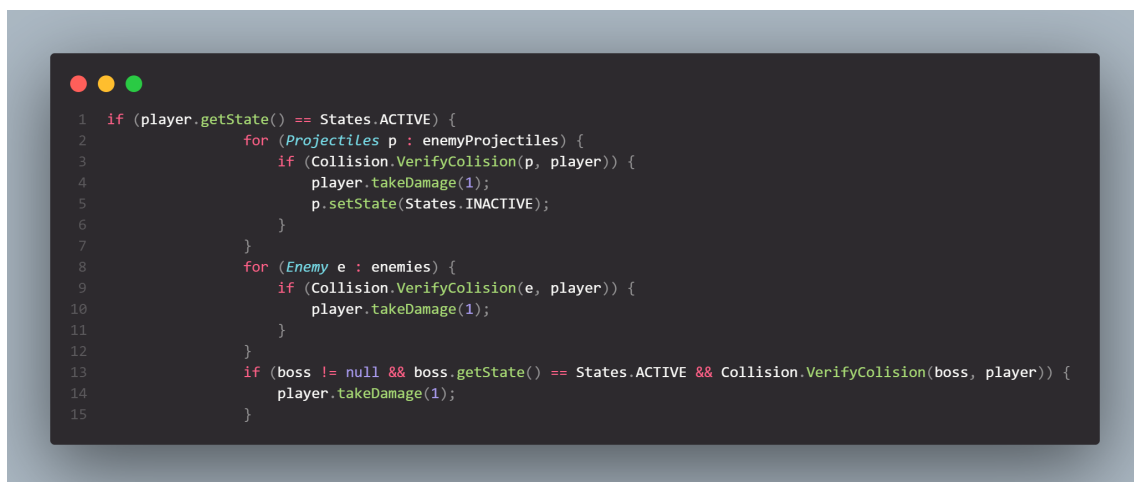 1 if (player.getState() == States.ACTIVE) {
2 for (Projectiles p : enemyProjectiles) {
3 if (Collision.VerifyColision(p, player)) {
4 player.takeDamage(1);
5 p.setState(States.INACTIVE);
6 }
7 }
8 for (Enemy e : enemies) {
9 if (Collision.VerifyColision(e, player)) {
10 player.takeDamage(1);
11 }
12 }
13 if (boss != null && boss.getState() == States.ACTIVE && Collision.VerifyColision(boss, player)) {
14 player.takeDamage(1);
15 }